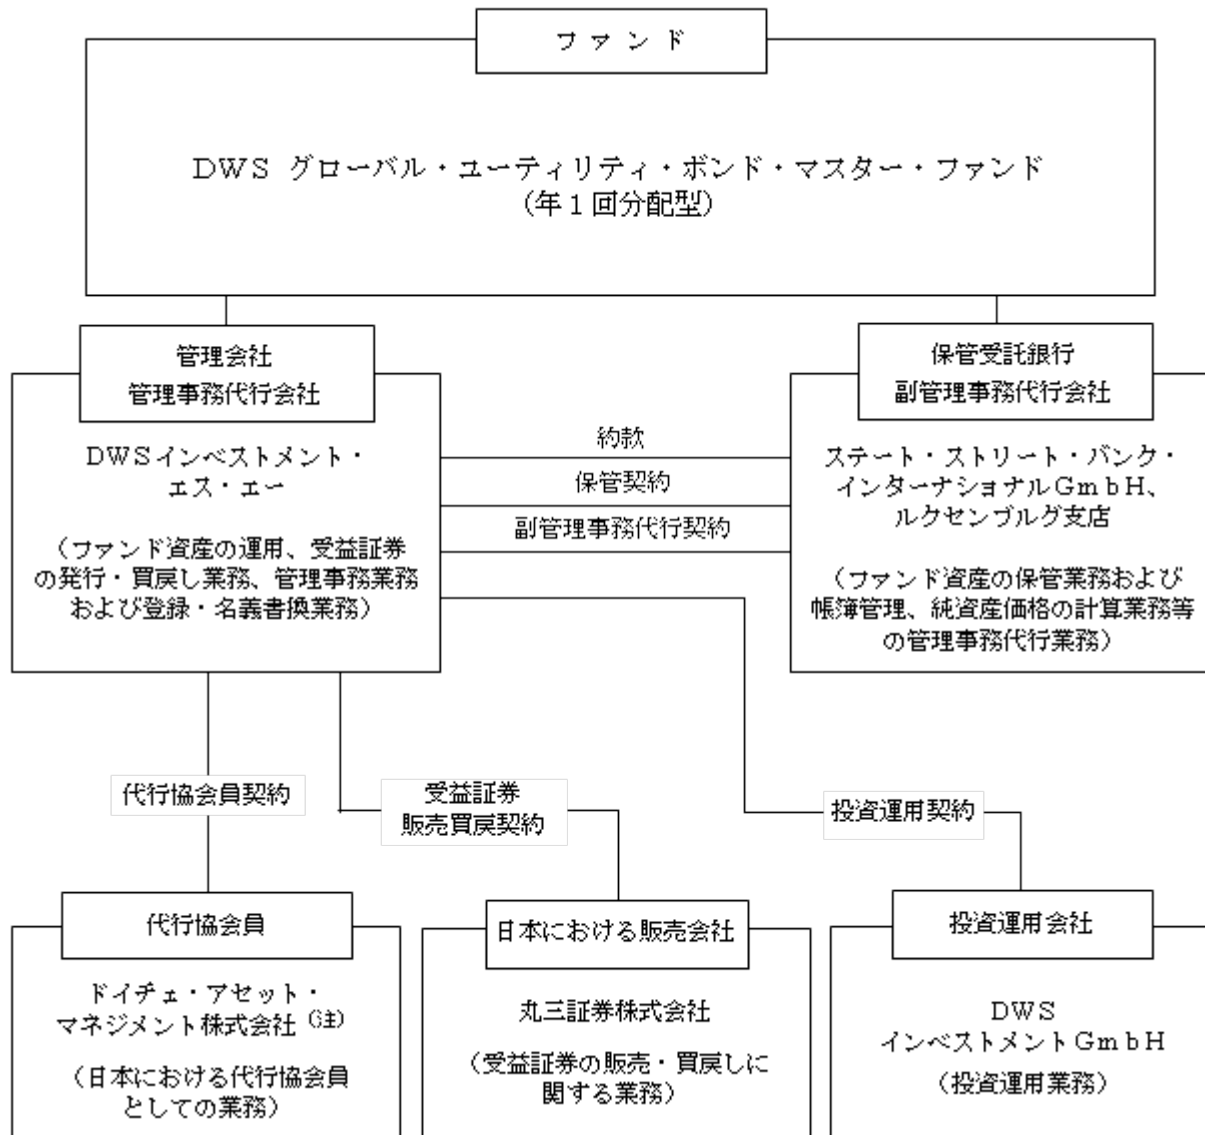 ファンド
DWS グローバル・ユーティリティ・ボンド・マスター・ファンド
(年1回分配型)
管理会社
管理事務代行会社
DWSインベストメント・
エス・エー
(ファンド資産の運用、受益証券
の発行・買戻し業務、管理事務業務
および登録・名義書換業務)
約款
保管契約
副管理事務代行契約
保管受託銀行
副管理事務代行会社
ステート・ストリート・バンク・
インターナショナルGmbH、
ルクセンブルグ支店
(ファンド資産の保管業務および
帳簿管理、純資産価格の計算業務等
の管理事務代行業務)
代行協会員契約
受益証券
販売買戻契約
投資運用契約
代行協会員
ドイチェ・アセット・
マネジメント株式会社(注)
(日本における代行協会員
としての業務)
日本における販売会社
丸三証券株式会社
(受益証券の販売・買戻しに
関する業務)
投資運用会社
DWS
インベストメントGmbH
(投資運用業務)